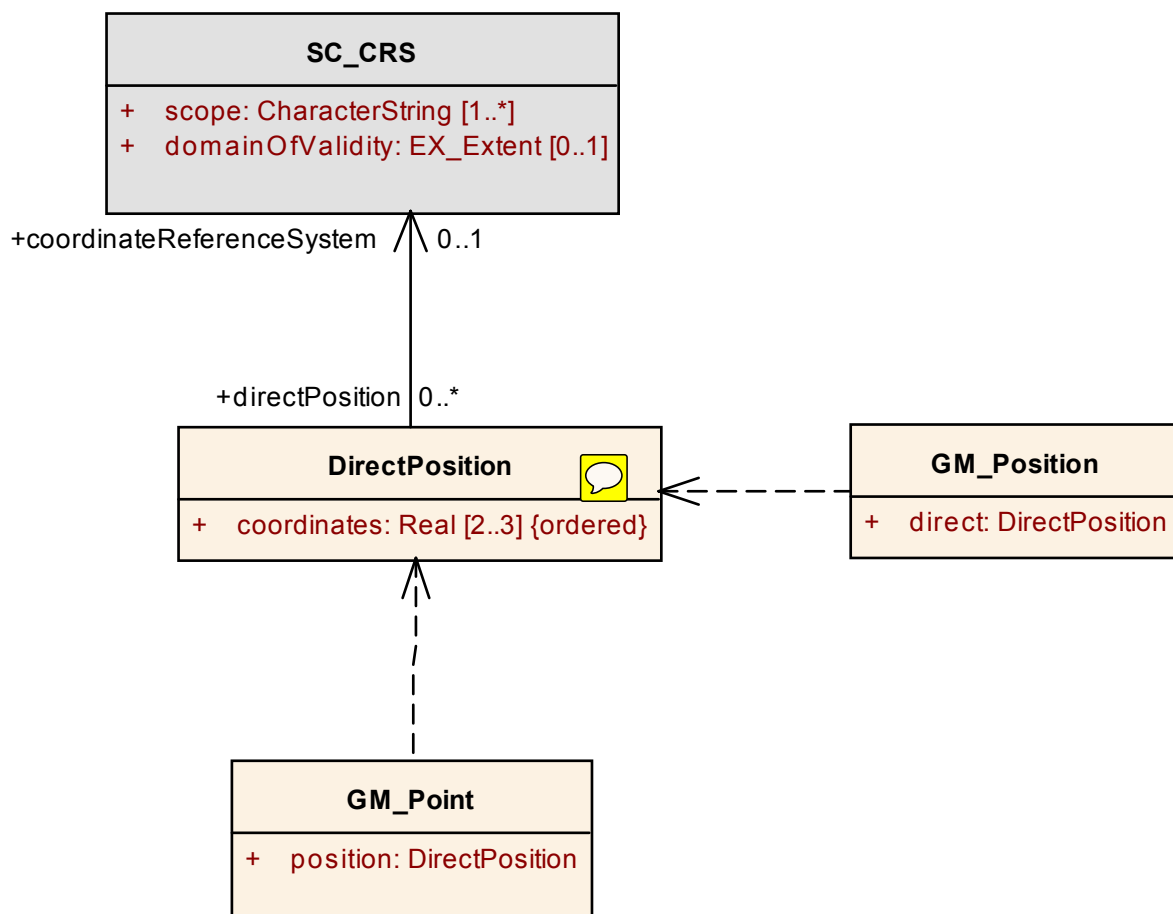 SC_CRS
+ scope: CharacterString [1..*]
+ domainOfValidity: EX_Extent [0..1]
+coordinateReferenceSystem 0..1
+directPosition 0..*
DirectPosition
+ coordinates: Real [2..3] {ordered}
GM_Position
+ direct: DirectPosition
GM_Point
+ position: DirectPosition